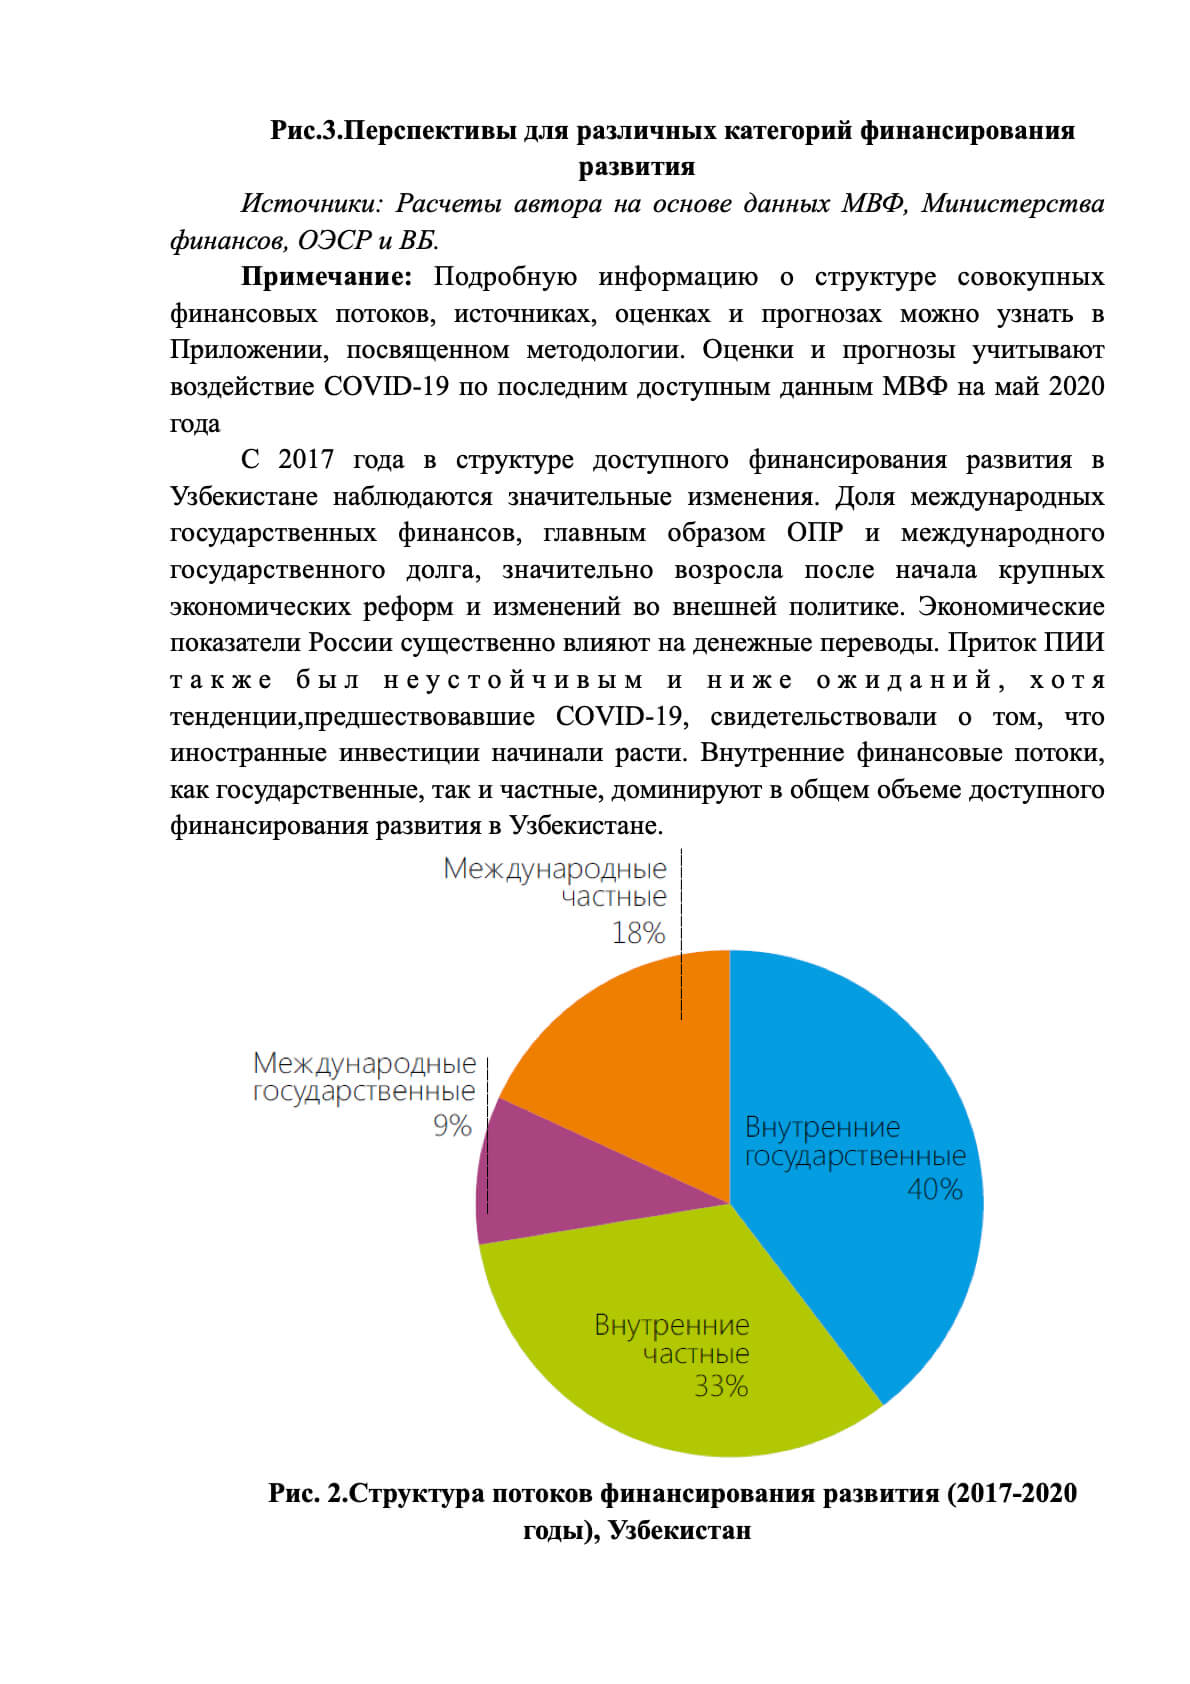 Рис.3.Перспективы для различных категорий финансирования
развития
Источники: Расчеты автора на основе данных МВФ, Министерства
финансов, ОЭСР и ВБ.
Примечание: Подробную информацию о структуре совокупных
финансовых потоков, источниках, оценках и прогнозах можно узнать в
Приложении, посвященном методологии. Оценки и прогнозы учитывают
воздействие COVID-19 по последним доступным данным МВФ на май 2020
года
С 2017 года в структуре доступного финансирования развития в
Узбекистане наблюдаются значительные изменения. Доля международных
государственных финансов, главным образом ОПР и международного
государственного долга, значительно возросла после начала крупных
экономических реформ и изменений во внешней политике. Экономические
показатели России существенно влияют на денежные переводы. Приток ПИИ
также был неустойчивым и ниже ожиданий, хотя
тенденции,предшествовавшие COVID-19, свидетельствовали о том, что
иностранные инвестиции начинали расти. Внутренние финансовые потоки,
как государственные, так и частные, доминируют в общем объеме доступного
финансирования развития в Узбекистане.
Международные
частные
18%
Международные
государственные
9%
Внутренние
государственные
40%
Внутренние
частные
33%
Рис. 2.Структура потоков финансирования развития (2017-2020
годы), Узбекистан